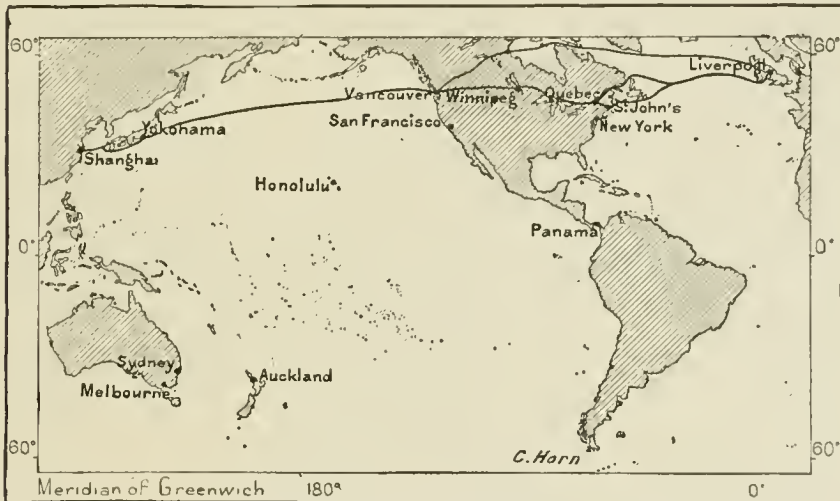 60°
60°
Liverpool
Vancouver
Winnipeg
Quebec
St. John's
San Francisco
New York
Yokohama
Shanghai
Honolulu
Panama
0°
0°
Sydney
Auckland
Melbourne
60°
60°
C. Horn
Meridian of Greenwich
180°
0°